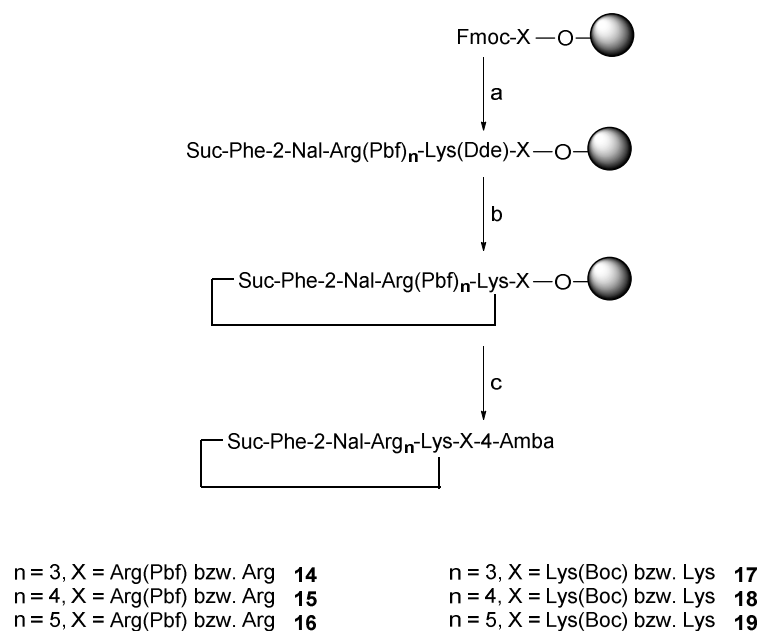 Fmoc-X—O—
a
Suc-Phe-2-Nal-Arg(Pbf)n-Lys(Dde)-X—O—
b
Suc-Phe-2-Nal-Arg(Pbf)n-Lys-X—O—
c
Suc-Phe-2-Nal-Argn-Lys-X-4-Amba
n = 3, X = Arg(Pbf) bzw. Arg 14 n = 3, X = Lys(Boc) bzw. Lys 17
n = 4, X = Arg(Pbf) bzw. Arg 15 n = 4, X = Lys(Boc) bzw. Lys 18
n = 5, X = Arg(Pbf) bzw. Arg 16 n = 5, X = Lys(Boc) bzw. Lys 19